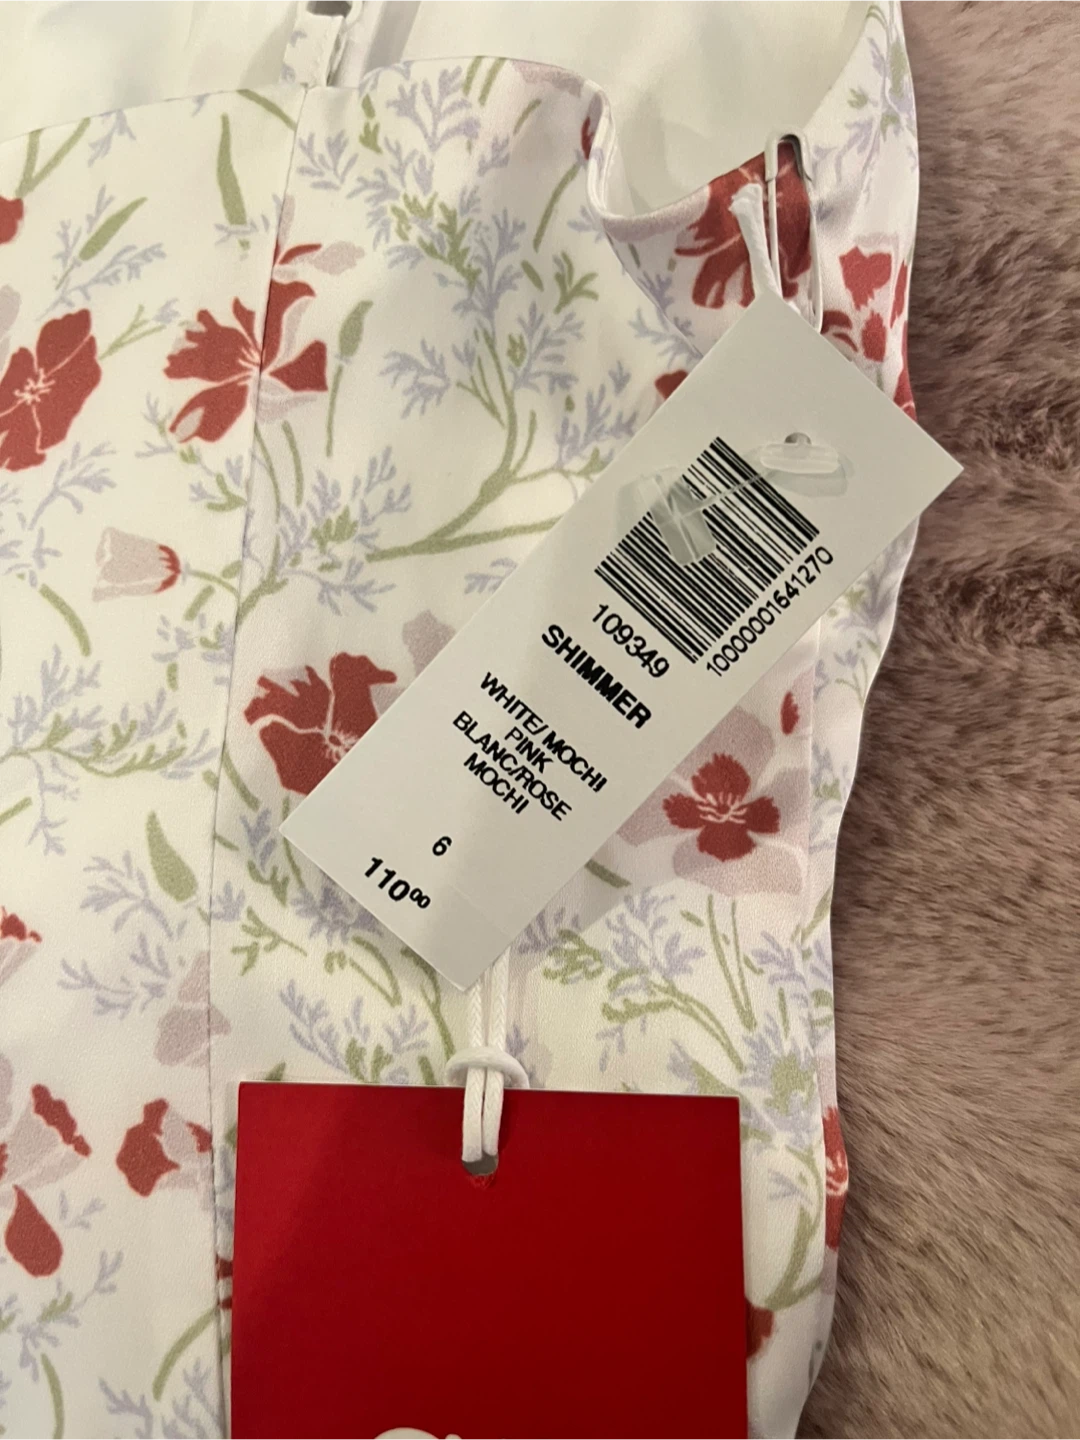 1000001641270
109349
SHIMMER
WHITE/MOCHI
PINK
BLANC/ROSE
MOCHI
6
110⁰⁰